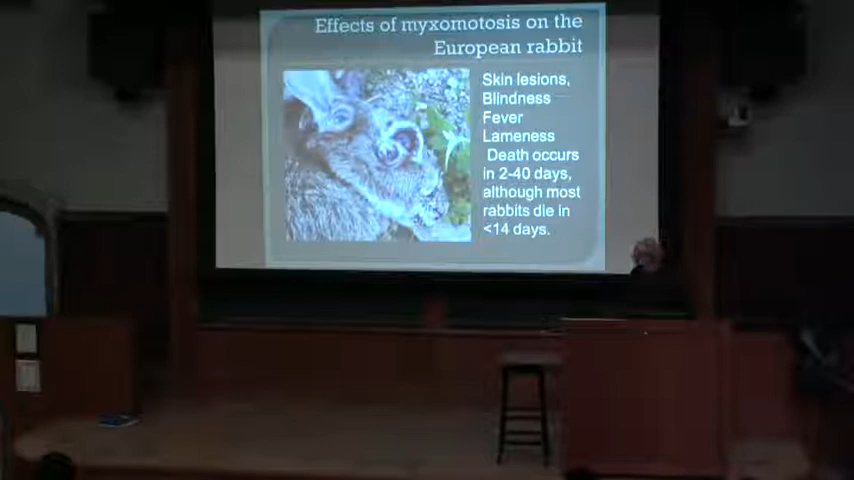 Effects of myxomotosis on the
European rabbit
Skin lesions,
Blindness
Fever
Lameness
Death occurs
in 2-40 days,
although most
rabbits die in
<14 days.